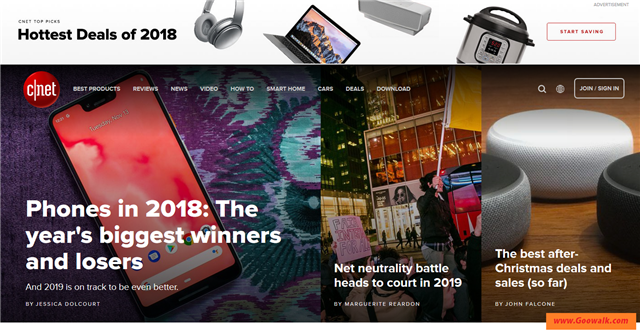 ADVERTISEMENT
CNET TOP PICKS
Hottest Deals of 2018
START SAVING
c|net
BEST PRODUCTS REVIEWS NEWS VIDEO HOW TO SMART HOME CARS DEALS DOWNLOAD
JOIN / SIGN IN
Phones in 2018: The
year's biggest winners
and losers
And 2019 is on track to be even better.
BY JESSICA DOLCOURT
Net neutrality battle
heads to court in 2019
BY MARGUERITE REARDON
The best after-
Christmas deals and
sales (so far)
BY JOHN FALCONE
www.Geewalk.com